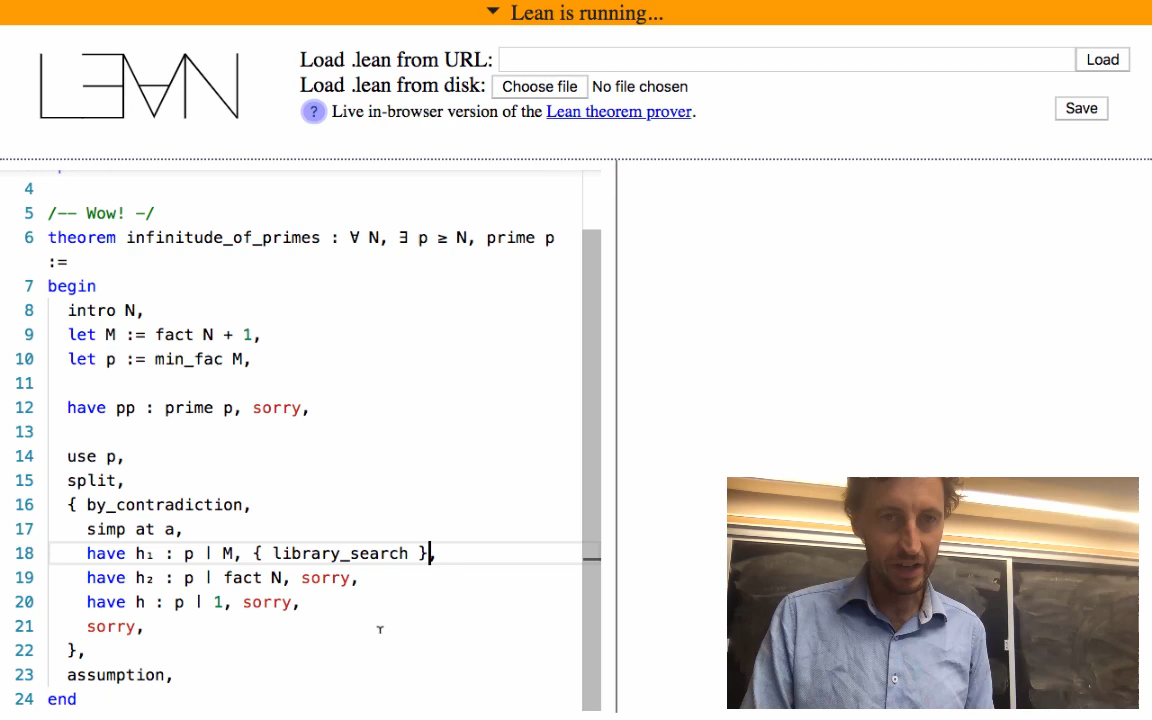 Lean is running...
LEAN
Load .lean from URL: Load
Load .lean from disk: Choose file No file chosen
? Live in-browser version of the Lean theorem prover.
Save
4
5 /-- Wow! -/
6 theorem infinitude_of_primes : ∀ N, ∃ p ≥ N, prime p
:=
7 begin
8 intro N,
9 let M := fact N + 1,
10 let p := min_fac M,
11
12 have pp : prime p, sorry,
13
14 use p,
15 split,
16 { by_contradiction,
17 simp at a,
18 have h₁ : p ∣ M, { library_search },
19 have h₂ : p ∣ fact N, sorry,
20 have h : p ∣ 1, sorry,
21 sorry,
22 },
23 assumption,
24 end